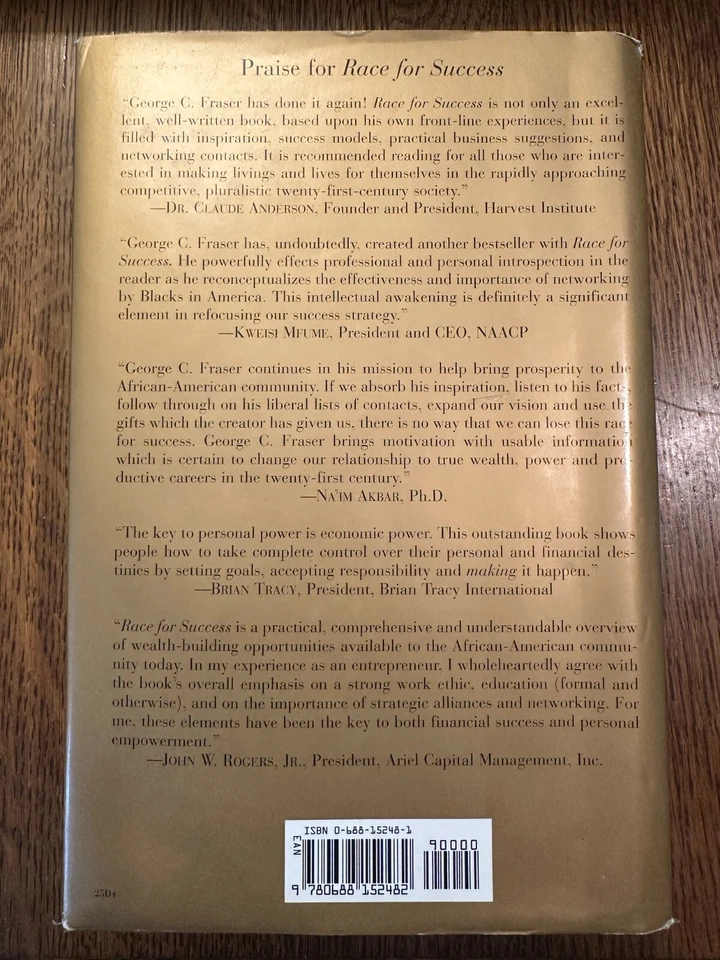 Praise for Race for Success
“George C. Fraser has done it again! Race for Success is not only an excel-
lent, well-written book, based upon his own front-line experiences, but it is
filled with inspiration, success models, practical business suggestions, and
networking contacts. It is recommended reading for all those who are inter-
ested in making livings and lives for themselves in the rapidly approaching
competitive, pluralistic twenty-first-century society.”
—DR. CLAUDE ANDERSON, Founder and President, Harvest Institute
“George C. Fraser has, undoubtedly, created another bestseller with Race for
Success. He powerfully effects professional and personal introspection in the
reader as he reconceptualizes the effectiveness and importance of networking
by Blacks in America. This intellectual awakening is definitely a significant
element in refocusing our success strategy.”
—KWEISI MFUME, President and CEO, NAACP
“George C. Fraser continues in his mission to help bring prosperity to the
African-American community. If we absorb his inspiration, listen to his facts,
follow through on his liberal lists of contacts, expand our vision and use the
gifts which the creator has given us, there is no way that we can lose this race
for success. George C. Fraser brings motivation with usable information
which is certain to change our relationship to true wealth, power and pro-
ductive careers in the twenty-first century.”
—NA’IM AKBAR, Ph.D.
“The key to personal power is economic power. This outstanding book shows
people how to take complete control over their personal and financial des-
tinies by setting goals, accepting responsibility and making it happen.”
—BRIAN TRACY, President, Brian Tracy International
“Race for Success is a practical, comprehensive and understandable overview
of wealth-building opportunities available to the African-American commu-
nity today. In my experience as an entrepreneur, I wholeheartedly agree with
the book’s overall emphasis on a strong work ethic, education (formal and
otherwise), and on the importance of strategic alliances and networking. For
me, these elements have been the key to both financial success and personal
empowerment.”
—JOHN W. ROGERS, JR., President, Ariel Capital Management, Inc.
ISBN 0-688-15248-1
EAN
90000
9 780688 152482
25D4